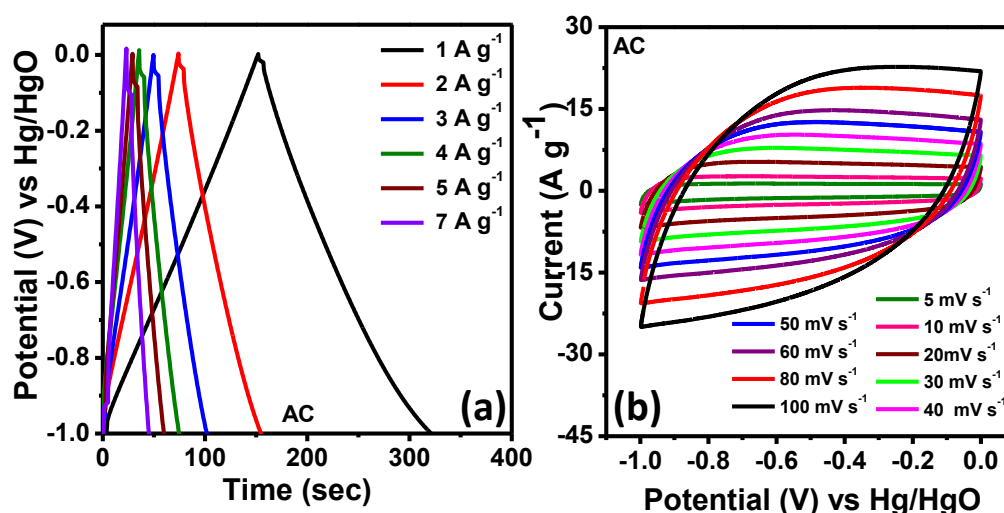 Potential (V) vs Hg/HgO
0.0
-0.2
-0.4
-0.6
-0.8
-1.0
1 A g⁻¹
2 A g⁻¹
3 A g⁻¹
4 A g⁻¹
5 A g⁻¹
7 A g⁻¹
AC
(a)
0 100 200 300 400
Time (sec)
AC
Current (A g⁻¹)
30
15
0
15
-30
-45
50 mV s⁻¹
60 mV s⁻¹
80 mV s⁻¹
100 mV s⁻¹
5 mV s⁻¹
10 mV s⁻¹
20mV s⁻¹
30 mV s⁻¹
40 mV s⁻¹
(b)
-1.0 -0.8 -0.6 -0.4 -0.2 0.0
Potential (V) vs Hg/HgO